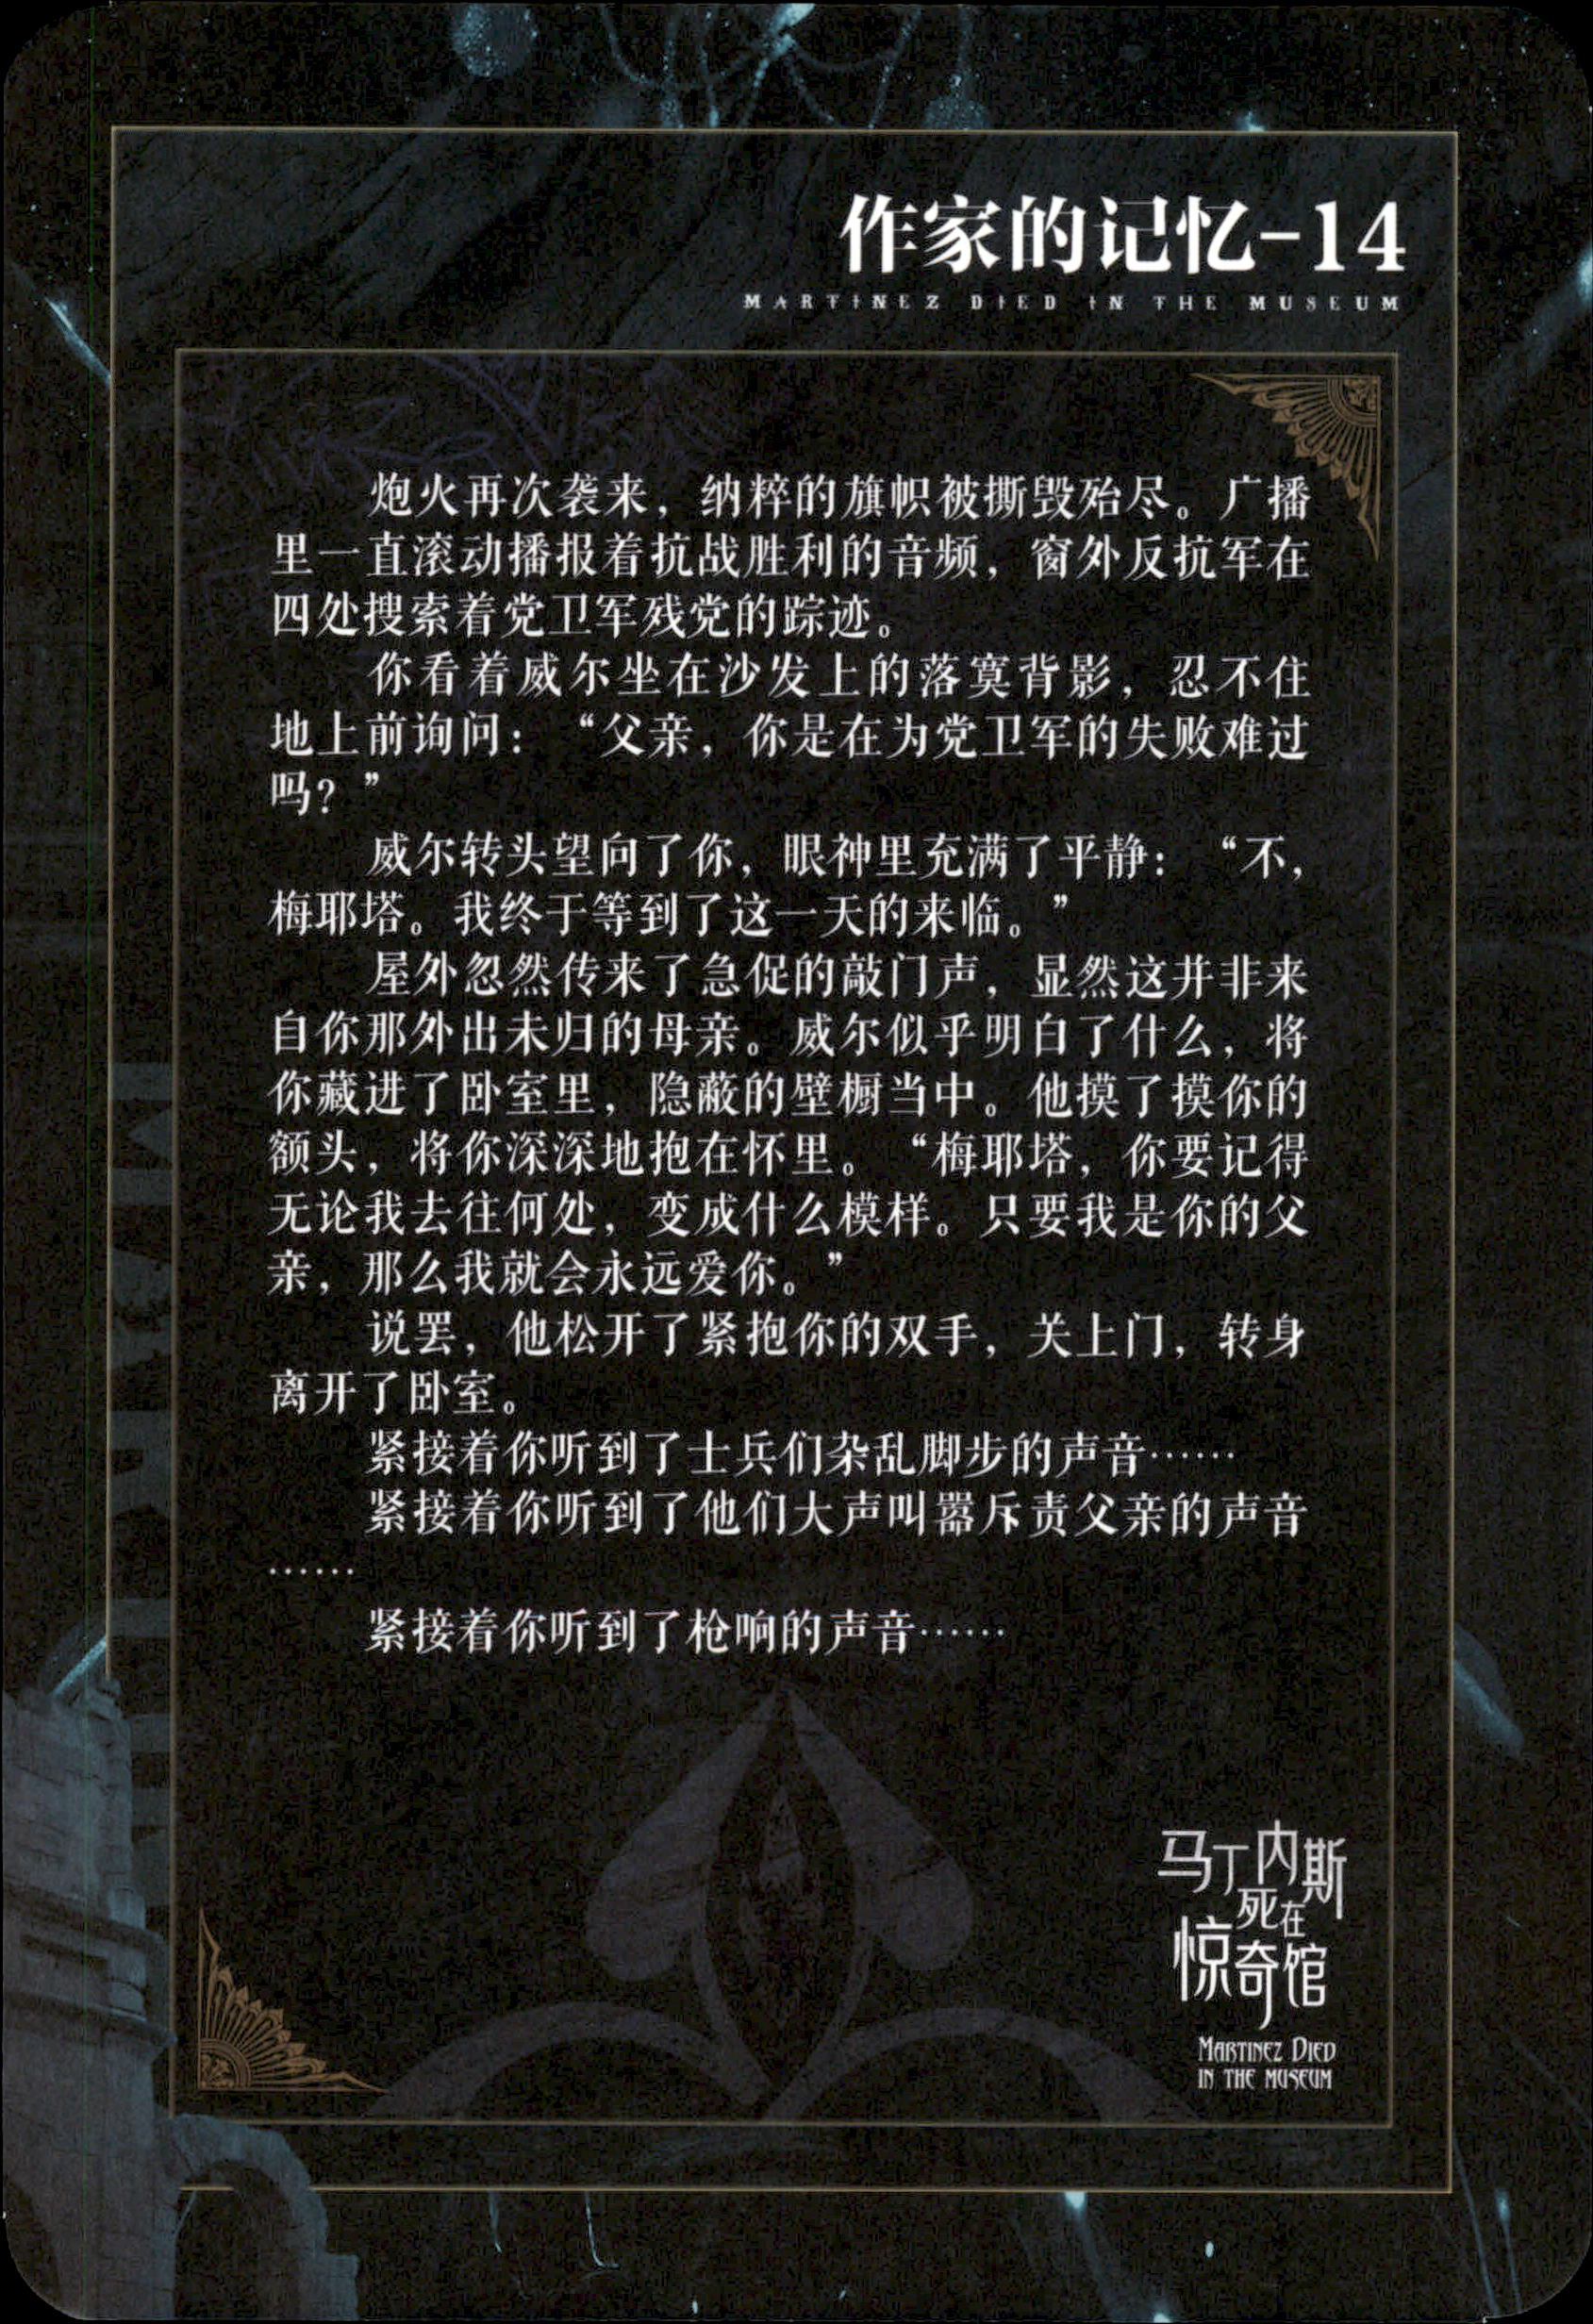 作家的记忆-14
MARTINEZ DIED IN THE MUSEUM
炮火再次袭来，纳粹的旗帜被撕毁殆尽。广播
里一直滚动播报着抗战胜利的音频，窗外反抗军在
四处搜索着党卫军残党的踪迹。
你看着威尔坐在沙发上的落寞背影，忍不住
地上前询问：“父亲，你是在为党卫军的失败难过
吗？”
威尔转头望向了你，眼神里充满了平静：“不，
梅耶塔。我终于等到了这一天的来临。”
屋外忽然传来了急促的敲门声，显然这并非来
自你那外出未归的母亲。威尔似乎明白了什么，将
你藏进了卧室里，隐蔽的壁橱当中。他摸了摸你的
额头，将你深深地抱在怀里。“梅耶塔，你要记得
无论我去往何处，变成什么模样。只要我是你的父
亲，那么我就会永远爱你。”
说罢，他松开了紧抱你的双手，关上门，转身
离开了卧室。
紧接着你听到了士兵们杂乱脚步的声音……
紧接着你听到了他们大声叫嚣斥责父亲的声音
……
紧接着你听到了枪响的声音……
马丁内斯
死在
惊奇馆
MARTINEZ DIED
IN THE MUSEUM